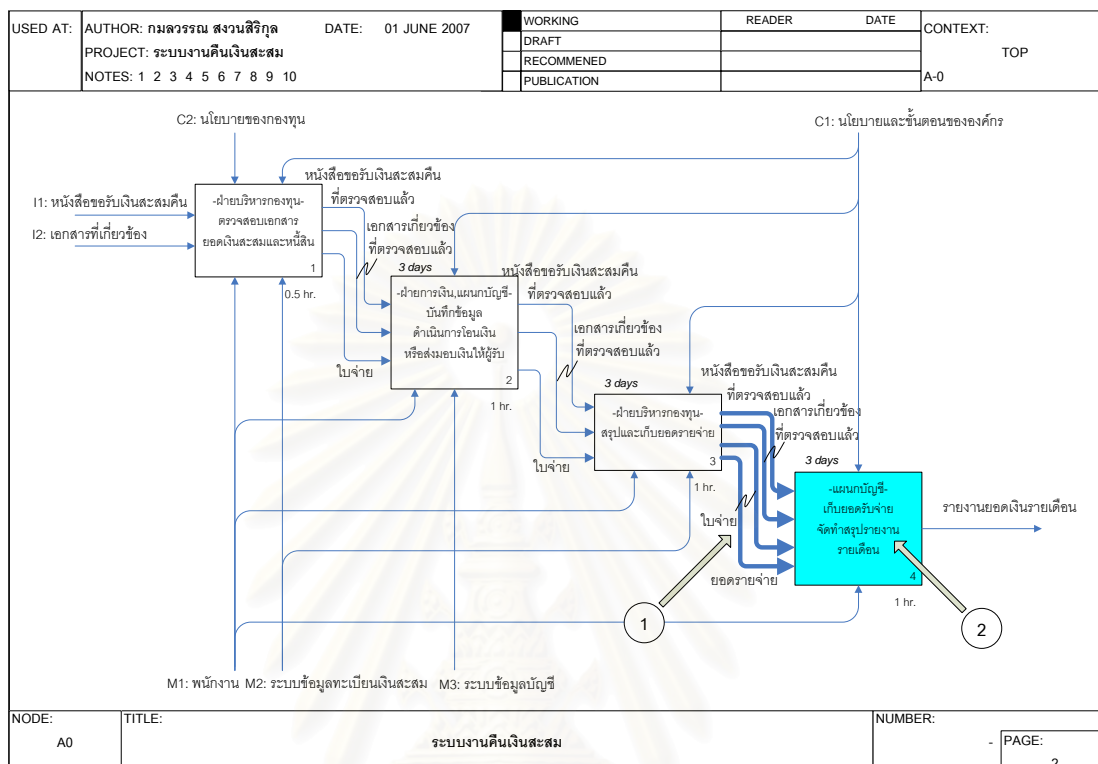 USED AT:
AUTHOR: กมลวรรณ สงวนสิริกุล DATE: 01 JUNE 2007
PROJECT: ระบบงานคืนเงินสะสม
NOTES: 1 2 3 4 5 6 7 8 9 10
WORKING
DRAFT
RECOMMENED
PUBLICATION
READER DATE
CONTEXT:
TOP
A-0
C2: นโยบายของกองทุน
C1: นโยบายและขั้นตอนขององค์กร
I1: หนังสือขอรับเงินสะสมคืน
I2: เอกสารที่เกี่ยวข้อง
-ฝ่ายบริหารกองทุน-
ตรวจสอบเอกสาร
ยอดเงินสะสมและหนี้สิน
1
0.5 hr.
หนังสือขอรับเงินสะสมคืน
ที่ตรวจสอบแล้ว
เอกสารเกี่ยวข้อง
ที่ตรวจสอบแล้ว
ใบจ่าย
3 days
-ฝ่ายการเงิน,แผนกบัญชี-
บันทึกข้อมูล
ดำเนินการโอนเงิน
หรือส่งมอบเงินให้ผู้รับ
2
1 hr.
หนังสือขอรับเงินสะสมคืน
ที่ตรวจสอบแล้ว
เอกสารเกี่ยวข้อง
ที่ตรวจสอบแล้ว
ใบจ่าย
3 days
-ฝ่ายบริหารกองทุน-
สรุปและเก็บยอดรายจ่าย
3
1 hr.
หนังสือขอรับเงินสะสมคืน
ที่ตรวจสอบแล้ว
เอกสารเกี่ยวข้อง
ที่ตรวจสอบแล้ว
ใบจ่าย
ยอดรายจ่าย
3 days
-แผนกบัญชี-
เก็บยอดรับจ่าย
จัดทำสรุปรายงาน
รายเดือน
4
1 hr.
รายงานยอดเงินรายเดือน
1
2
M1: พนักงาน M2: ระบบข้อมูลทะเบียนเงินสะสม M3: ระบบข้อมูลบัญชี
NODE:
A0
TITLE:
ระบบงานคืนเงินสะสม
NUMBER:
-
PAGE:
2